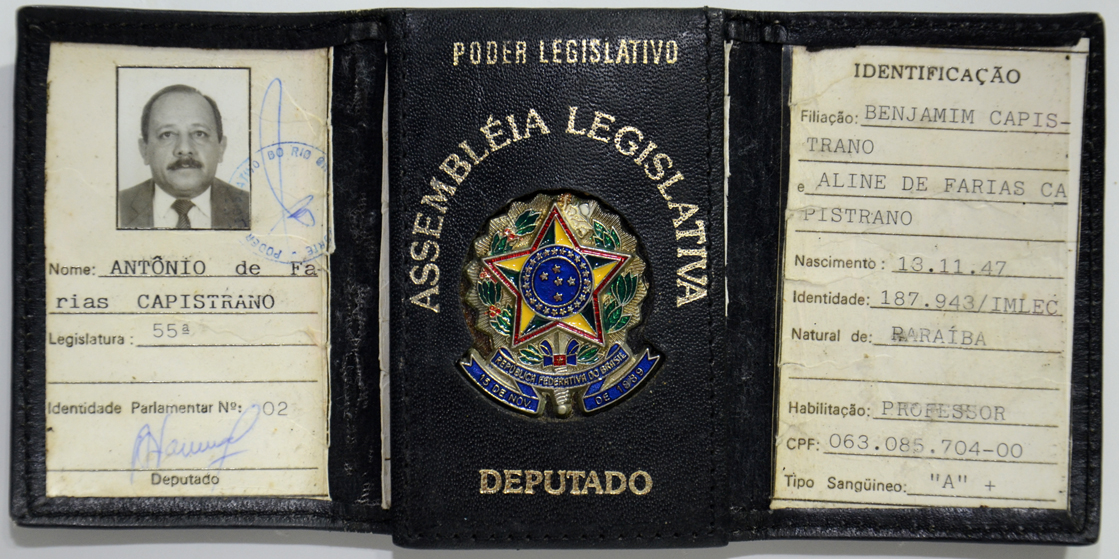 Nome: ANTÔNIO de Fa-
rias CAPISTRANO
Legislatura: 55ª
Identidade Parlamentar Nº: 002
Deputado
PODER LEGISLATIVO
ASSEMBLÉIA LEGISLATIVA
REPÚBLICA FEDERATIVA DO BRASIL
15 DE NOV. DE 1889
DEPUTADO
IDENTIFICAÇÃO
Filiação: BENJAMIM CAPIS-
TRANO
e ALINE DE FARIAS CA
PISTRANO
Nascimento: 13.11.47
Identidade: 187.943/IMLEC
Natural de: PARAÍBA
Habilitação: PROFESSOR
CPF: 063.085.704-00
Tipo Sangüíneo: "A" +